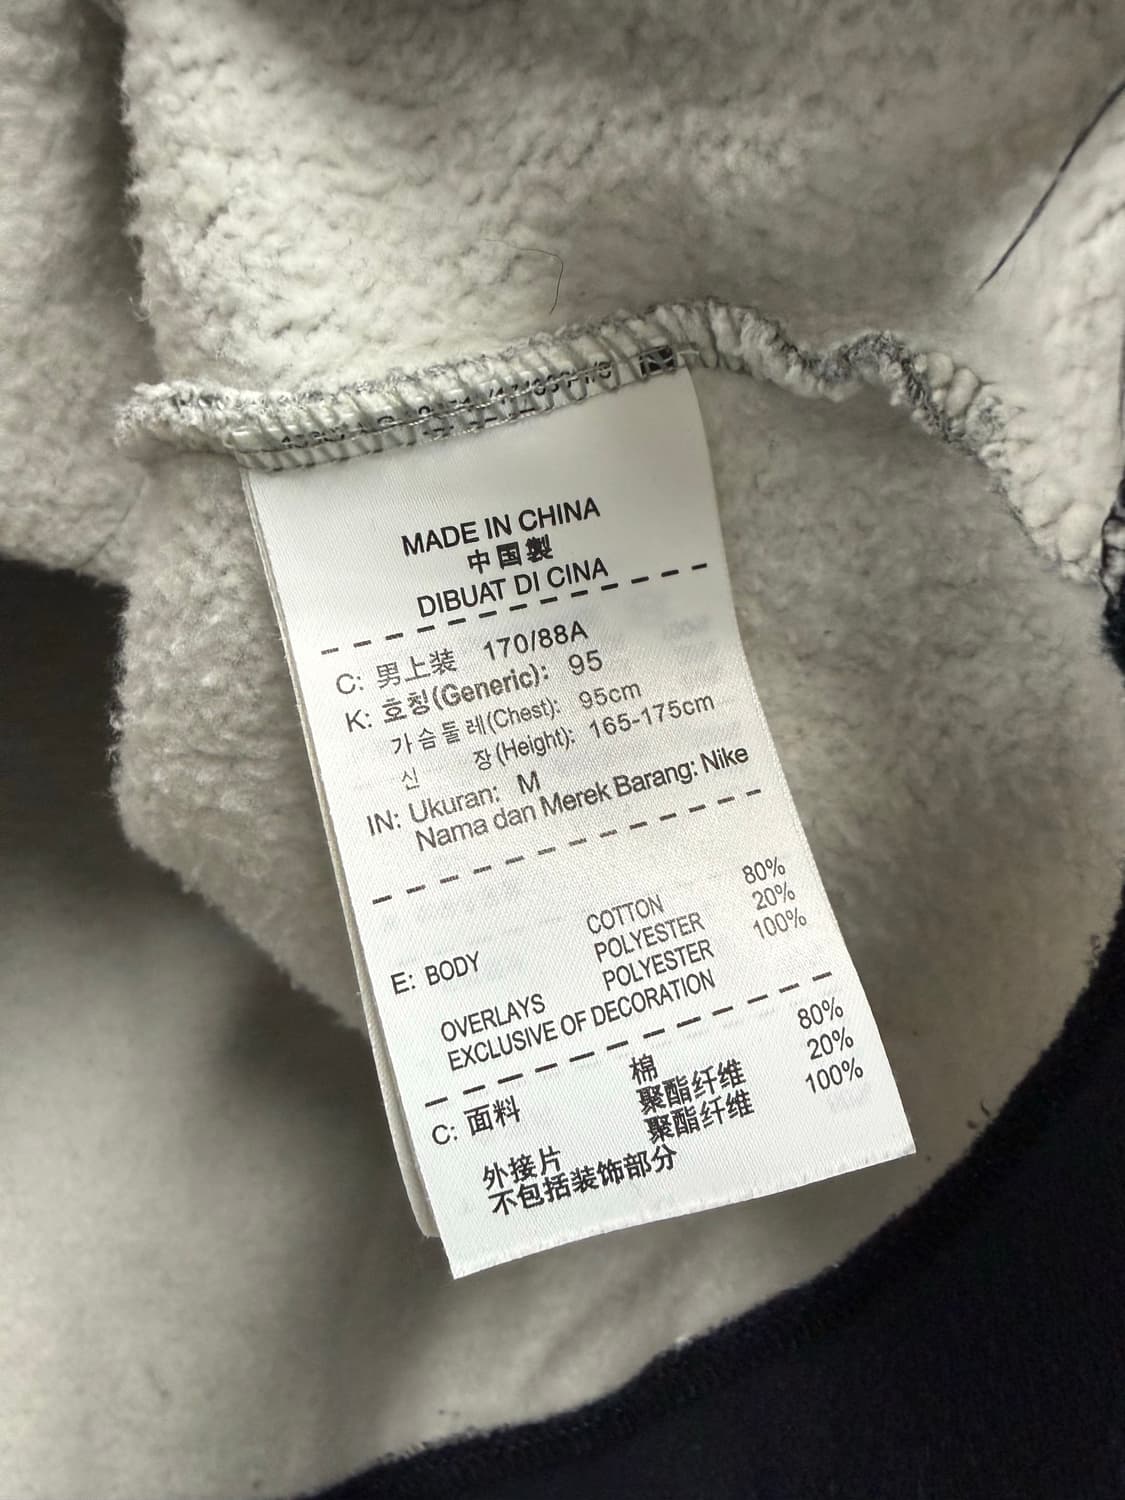 MADE IN CHINA
中国製
DIBUAT DI CINA
C: 男上装 170/88A
K: 호칭(Generic): 95
가슴둘레(Chest): 95cm
신 장(Height): 165-175cm
IN: Ukuran: M
Nama dan Merek Barang: Nike
COTTON 80%
E: BODY POLYESTER 20%
OVERLAYS POLYESTER 100%
EXCLUSIVE OF DECORATION
C: 面料 棉 80%
聚酯纤维 20%
外接片 聚酯纤维 100%
不包括装饰部分